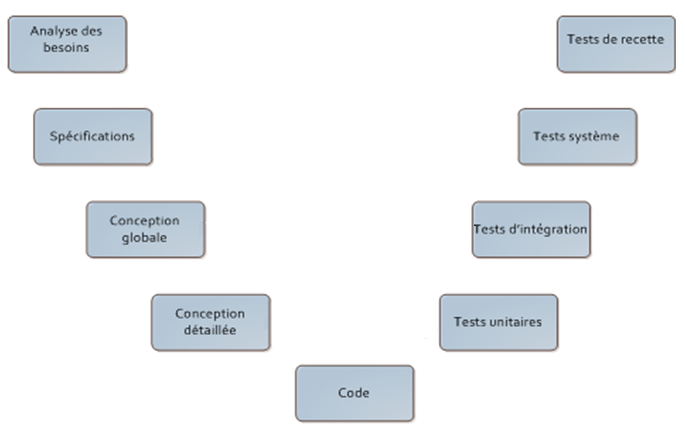 Analyse des
besoins
Tests de recette
Spécifications
Tests système
Conception
globale
Tests d'intégration
Conception
détaillée
Tests unitaires
Code